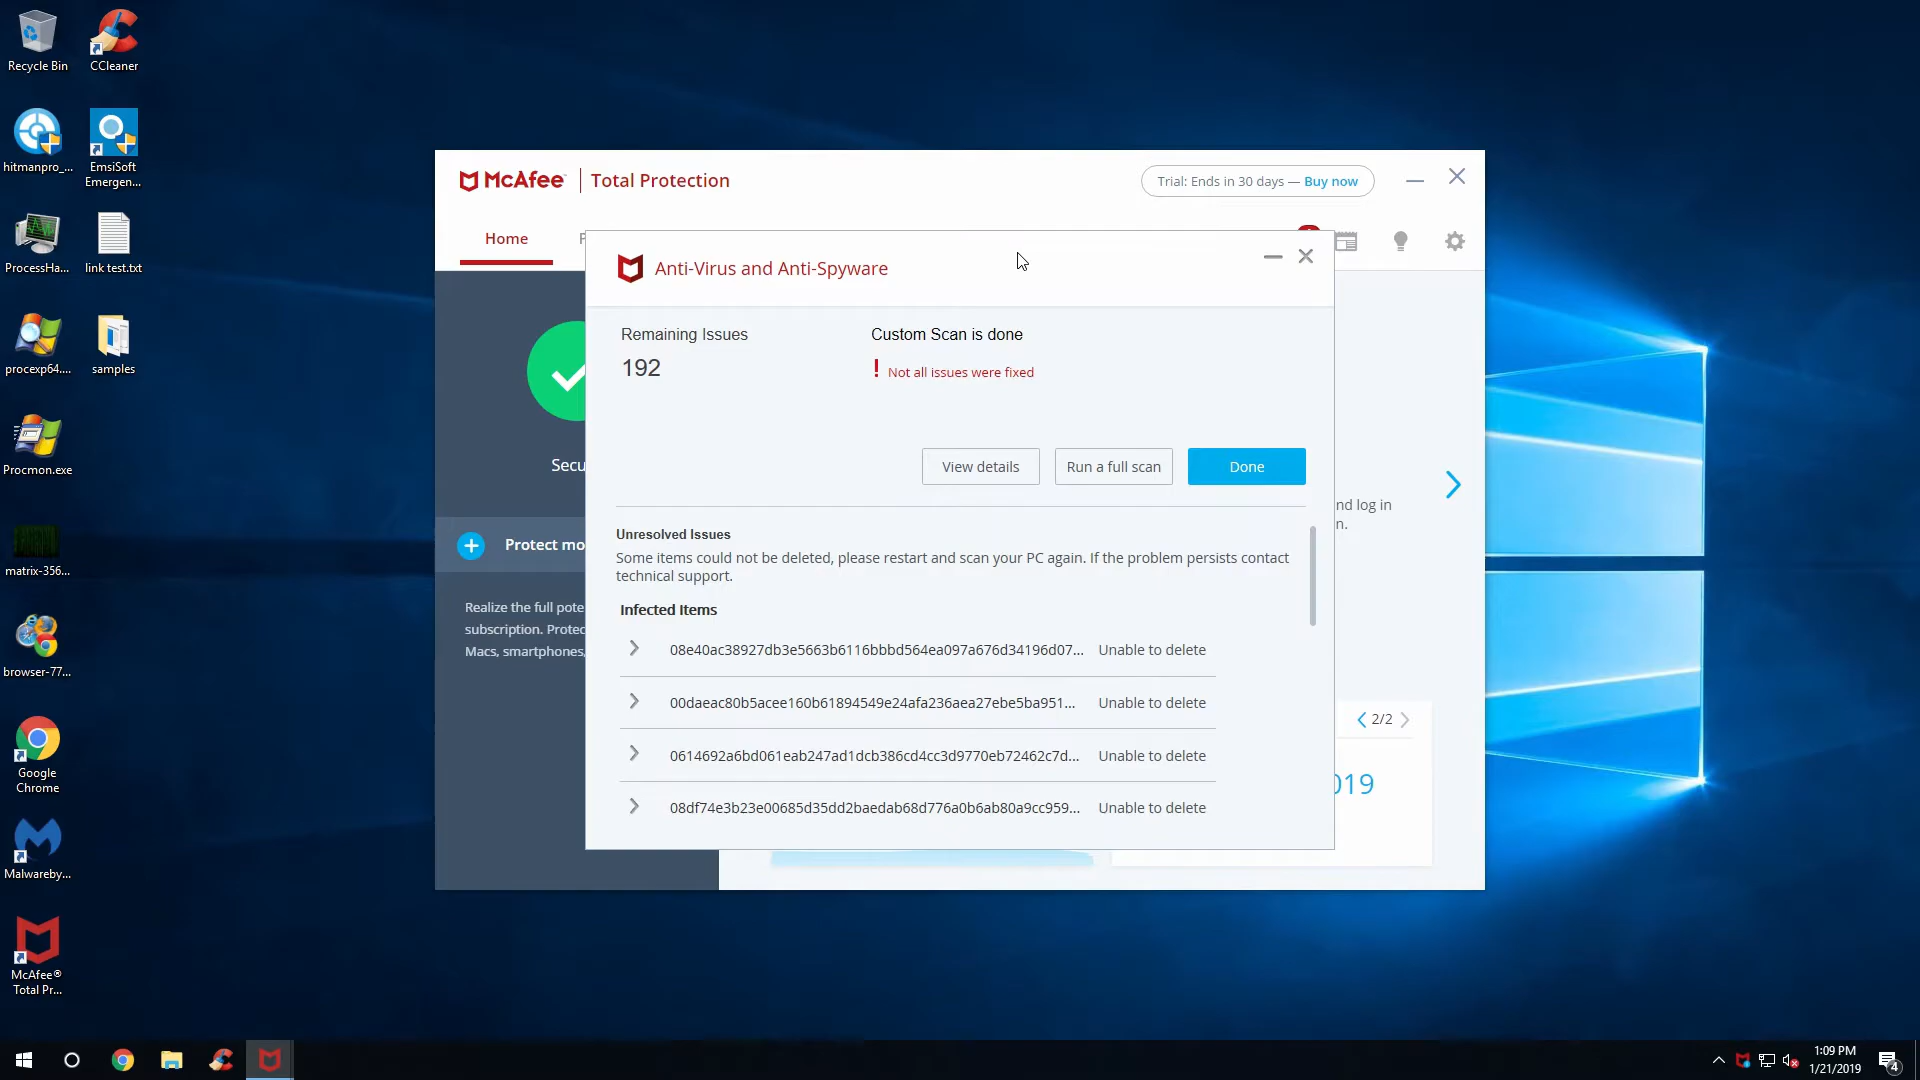 Recycle Bin
CCleaner
hitmanpro_...
EmsiSoft
Emergen...
ProcessHa...
link test.txt
procexp64....
samples
Procmon.exe
matrix-356...
browser-77...
Google
Chrome
Malwareby...
McAfee®
Total Pr...
McAfee
Total Protection
Trial: Ends in 30 days — Buy now
Home
Anti-Virus and Anti-Spyware
Remaining Issues
192
Custom Scan is done
! Not all issues were fixed
View details
Run a full scan
Done
Secu
Protect mo
Realize the full pote
subscription. Protec
Macs, smartphones,
nd log in
n.
Unresolved Issues
Some items could not be deleted, please restart and scan your PC again. If the problem persists contact
technical support.
Infected Items
08e40ac38927db3e5663b6116bbbd564ea097a676d34196d07... Unable to delete
00daeac80b5acee160b61894549e24afa236aea27ebe5ba951... Unable to delete
0614692a6bd061eab247ad1dcb386cd4cc3d9770eb72462c7d... Unable to delete
08df74e3b23e00685d35dd2baedab68d776a0b6ab80a9cc959... Unable to delete
2/2
019
1:09 PM
1/21/2019
4